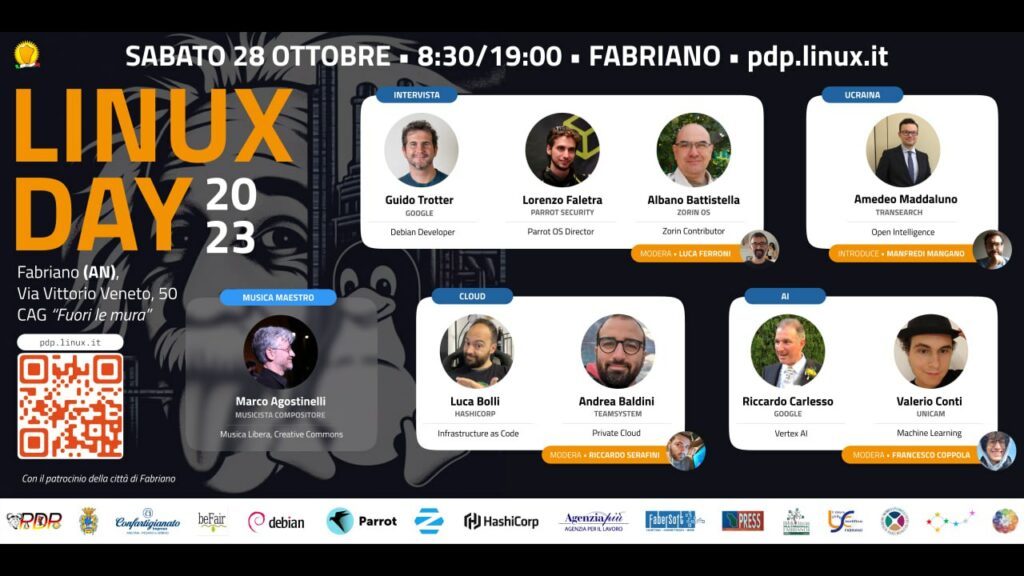 SABATO 28 OTTOBRE • 8:30/19:00 • FABRIANO • pdp.linux.it
LINUX
DAY 20
23
Fabriano (AN),
Via Vittorio Veneto, 50
CAG “Fuori le mura”
pdp.linux.it
Con il patrocinio della città di Fabriano
INTERVISTA
Guido Trotter
GOOGLE
Debian Developer
Lorenzo Faletra
PARROT SECURITY
Parrot OS Director
Albano Battistella
ZORIN OS
Zorin Contributor
MODERA • LUCA FERRONI
UCRAINA
Amedeo Maddaluno
TRANSEARCH
Open Intelligence
INTRODUCE • MANFREDI MANGANO
MUSICA MAESTRO
Marco Agostinelli
MUSICISTA COMPOSITORE
Musica Libera, Creative Commons
CLOUD
Luca Bolli
HASHICORP
Infrastructure as Code
Andrea Baldini
TEAMSYSTEM
Private Cloud
MODERA • RICCARDO SERAFINI
AI
Riccardo Carlesso
GOOGLE
Vertex AI
Valerio Conti
UNICAM
Machine Learning
MODERA • FRANCESCO COPPOLA
PDP
Confartigianato
beFair
debian
Parrot
HashiCorp
Agenziapiù
AGENZIA PER IL LAVORO
FaberSoft
PRESS